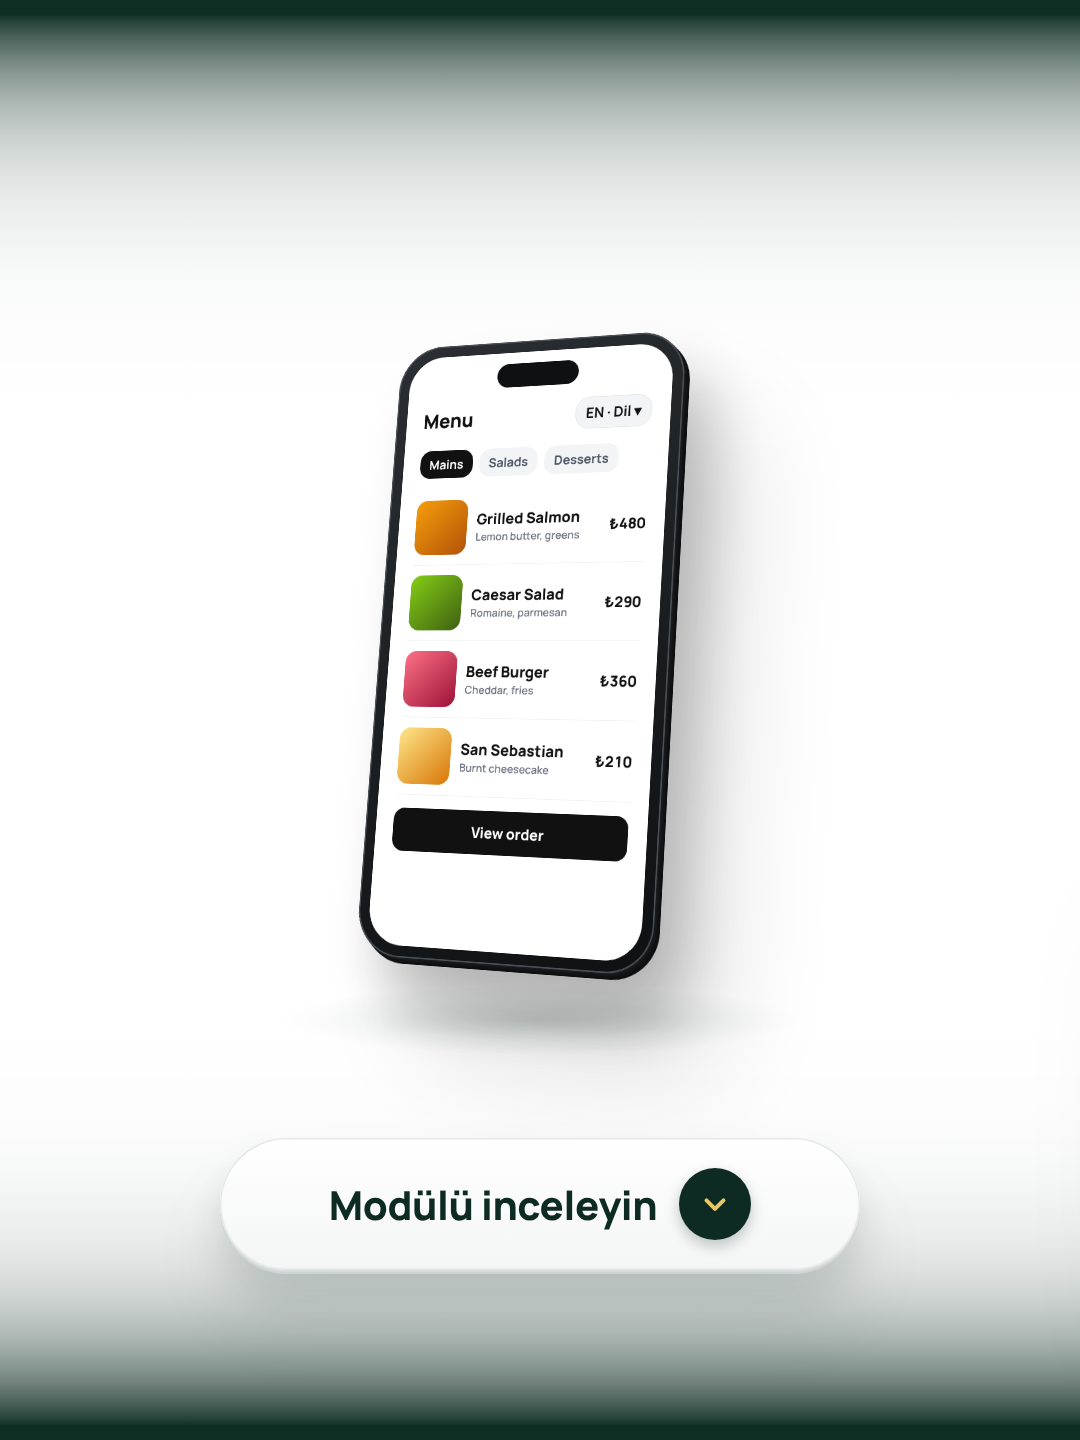 Menu
EN · Dil ▾
Mains Salads Desserts
Grilled Salmon ₺480
Lemon butter, greens
Caesar Salad ₺290
Romaine, parmesan
Beef Burger ₺360
Cheddar, fries
San Sebastian ₺210
Burnt cheesecake
View order
Modülü inceleyin